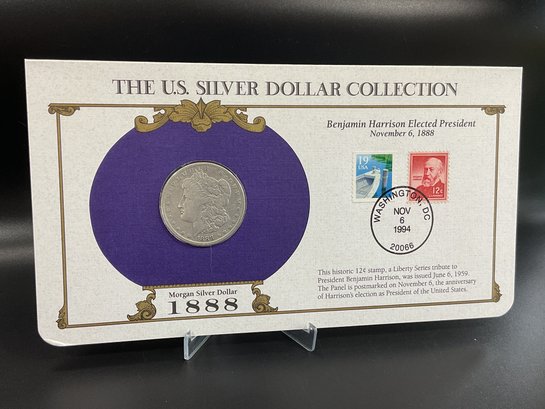 THE U.S. SILVER DOLLAR COLLECTION
Benjamin Harrison Elected President
November 6, 1888
19
USA
12¢
WASHINGTON, DC
NOV
6
1994
20066
This historic 12¢ stamp, a Liberty Series tribute to
President Benjamin Harrison, was issued June 6, 1959.
The Panel is postmarked on November 6, the anniversary
of Harrison's election as President of the United States.
Morgan Silver Dollar
1888